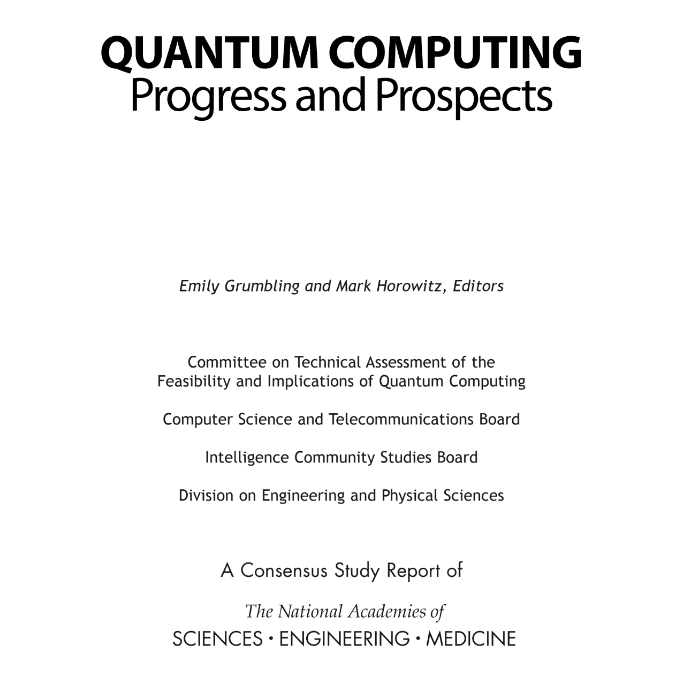 QUANTUM COMPUTING
Progress and Prospects
Emily Grumbling and Mark Horowitz, Editors
Committee on Technical Assessment of the
Feasibility and Implications of Quantum Computing
Computer Science and Telecommunications Board
Intelligence Community Studies Board
Division on Engineering and Physical Sciences
A Consensus Study Report of
The National Academies of
SCIENCES • ENGINEERING • MEDICINE